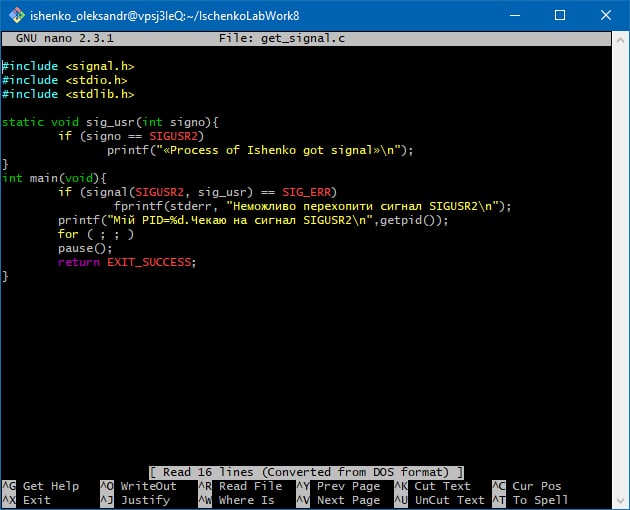 ishenko_oleksandr@vpsj3leQ:~/IschenkoLabWork8
GNU nano 2.3.1 File: get_signal.c
#include <signal.h>
#include <stdio.h>
#include <stdlib.h>
static void sig_usr(int signo){
if (signo == SIGUSR2)
printf("«Process of Ishenko got signal»\n");
}
int main(void){
if (signal(SIGUSR2, sig_usr) == SIG_ERR)
fprintf(stderr, "Неможливо перехопити сигнал SIGUSR2\n");
printf("Мій PID=%d.Чекаю на сигнал SIGUSR2\n",getpid());
for ( ; ; )
pause();
return EXIT_SUCCESS;
}
[ Read 16 lines (Converted from DOS format) ]
^G Get Help ^O WriteOut ^R Read File ^Y Prev Page ^K Cut Text ^C Cur Pos
^X Exit ^J Justify ^W Where Is ^V Next Page ^U UnCut Text ^T To Spell